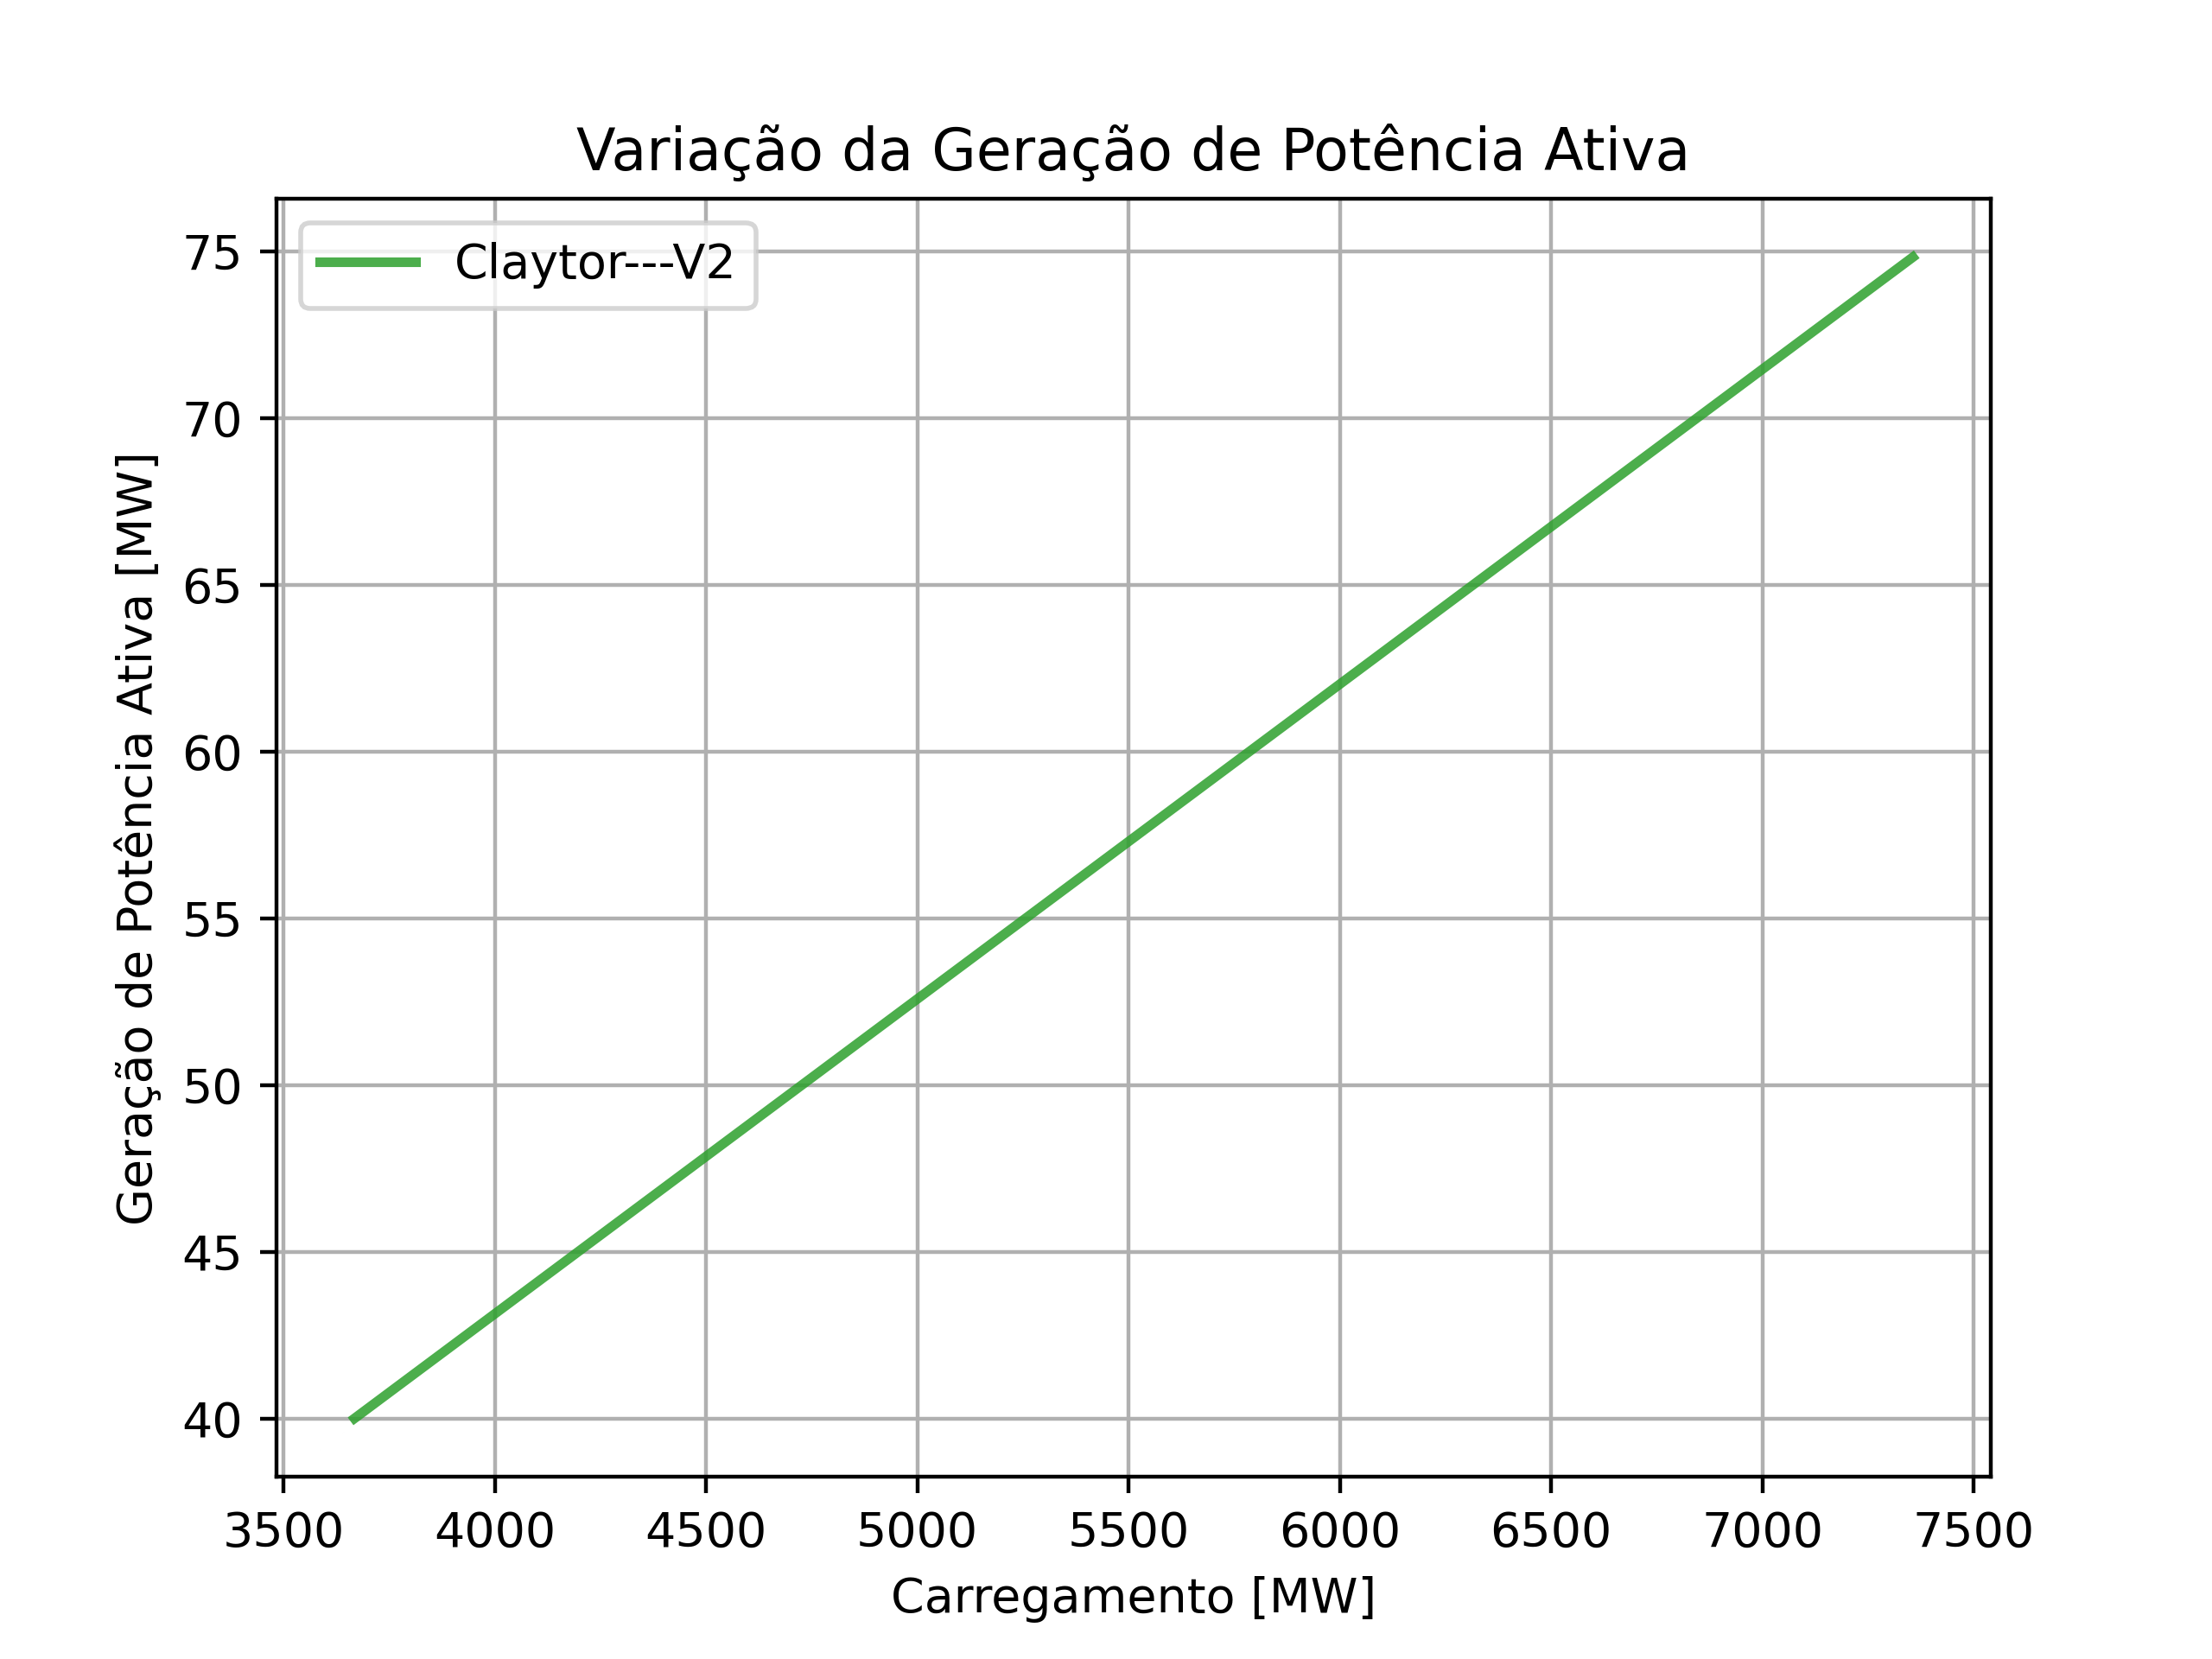 Variação da Geração de Potência Ativa
Claytor---V2
Geração de Potência Ativa [MW]
75
70
65
60
55
50
45
40
3500 4000 4500 5000 5500 6000 6500 7000 7500
Carregamento [MW]